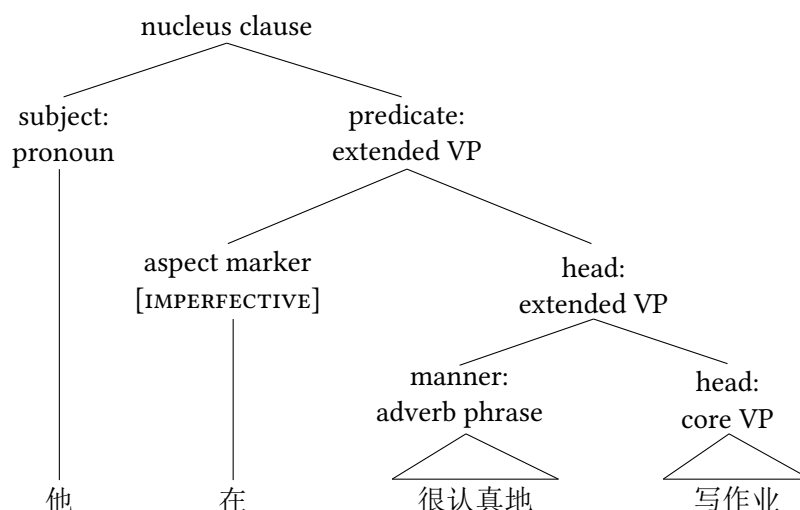 nucleus clause
subject:
pronoun
predicate:
extended VP
aspect marker
[IMPERFECTIVE]
head:
extended VP
manner:
adverb phrase
head:
core VP
他 在 很认真地 写作业